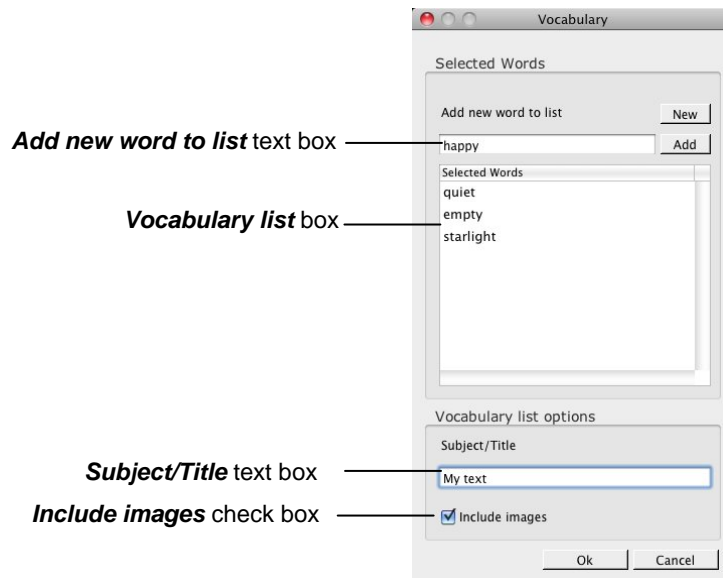 Vocabulary
Selected Words
Add new word to list
New
Add new word to list text box
happy
Add
Selected Words
quiet
Vocabulary list box
empty
starlight
Vocabulary list options
Subject/Title
Subject/Title text box
My text
Include images check box
Include images
Ok
Cancel